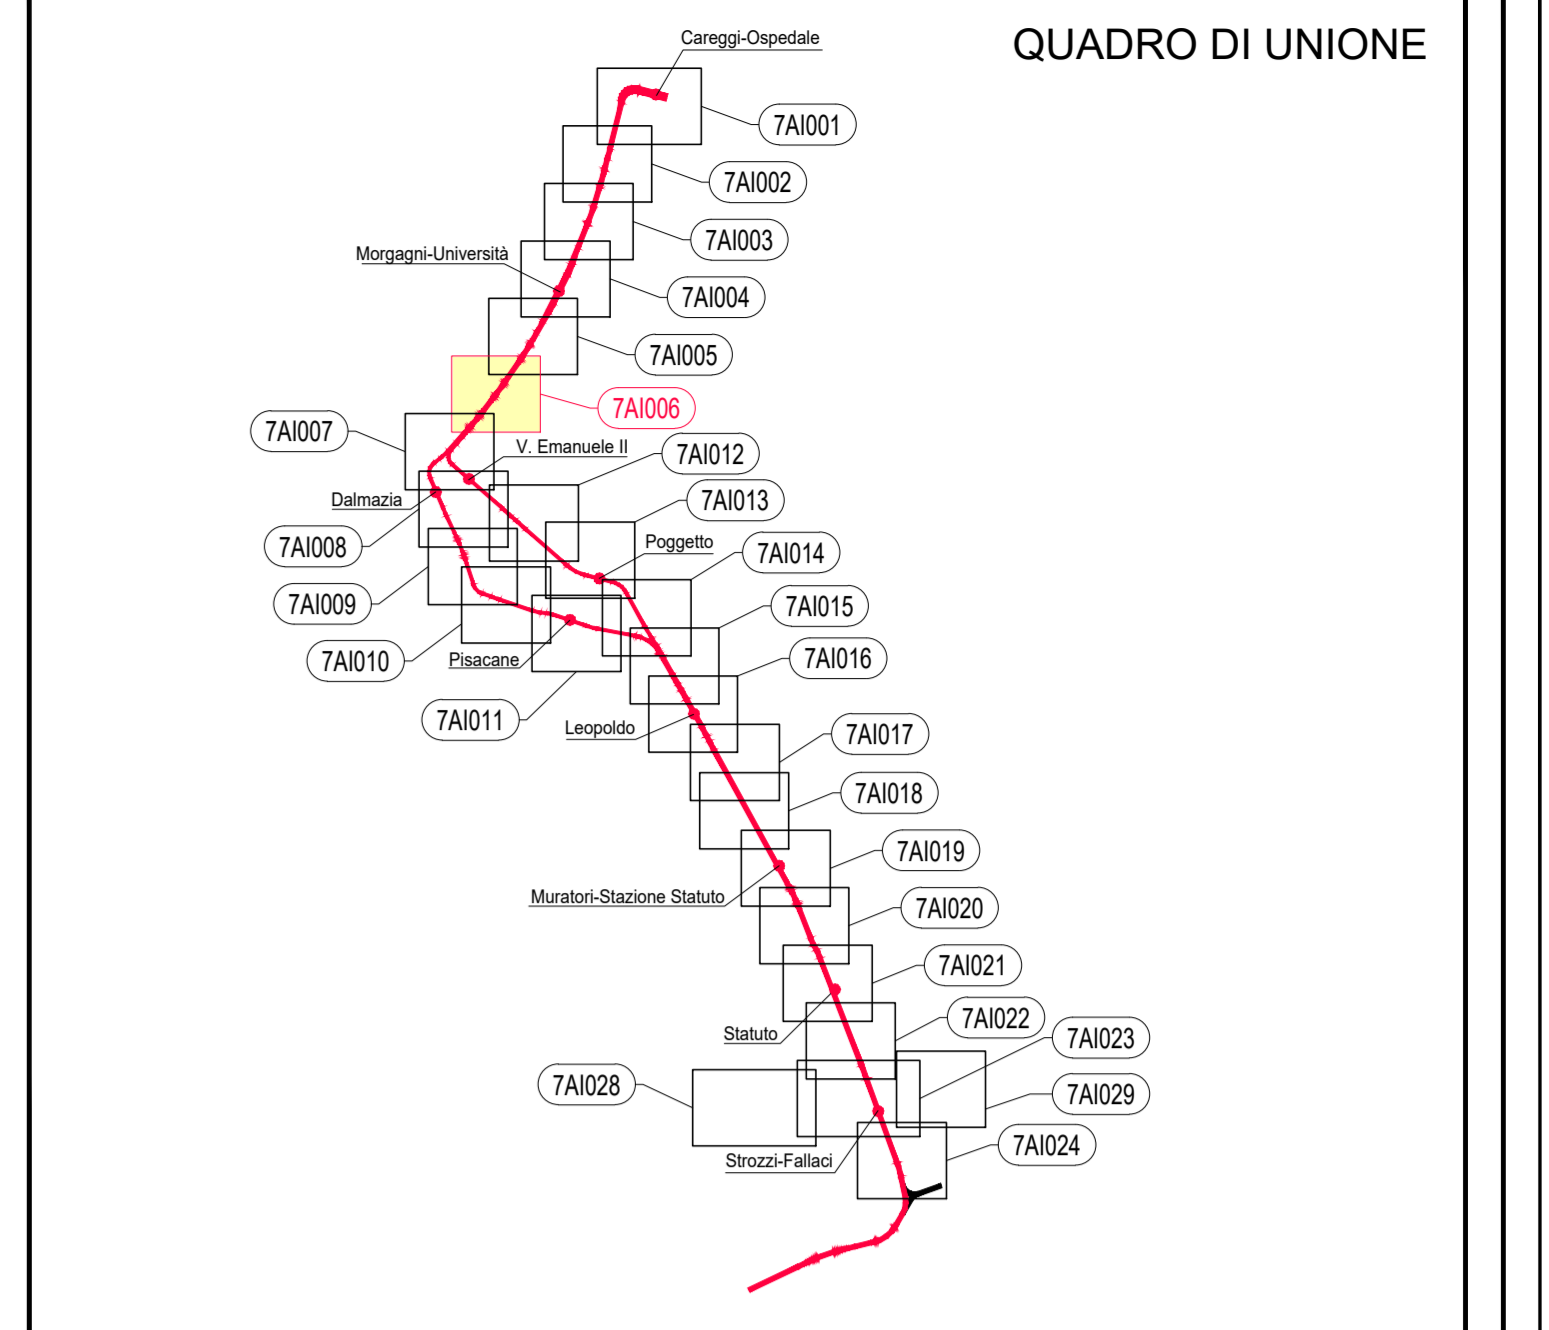 QUADRO DI UNIONE
Careggi-Ospedale
7AI001
7AI002
7AI003
Morgagni-Università
7AI004
7AI005
7AI006
7AI007
V. Emanuele II
7AI012
Dalmazia
7AI013
7AI008
Poggetto
7AI014
7AI009
7AI015
7AI010
Pisacane
7AI016
7AI011
Leopoldo
7AI017
7AI018
7AI019
Muratori-Stazione Statuto
7AI020
7AI021
Statuto
7AI022
7AI023
7AI028
7AI029
7AI024
Strozzi-Fallaci